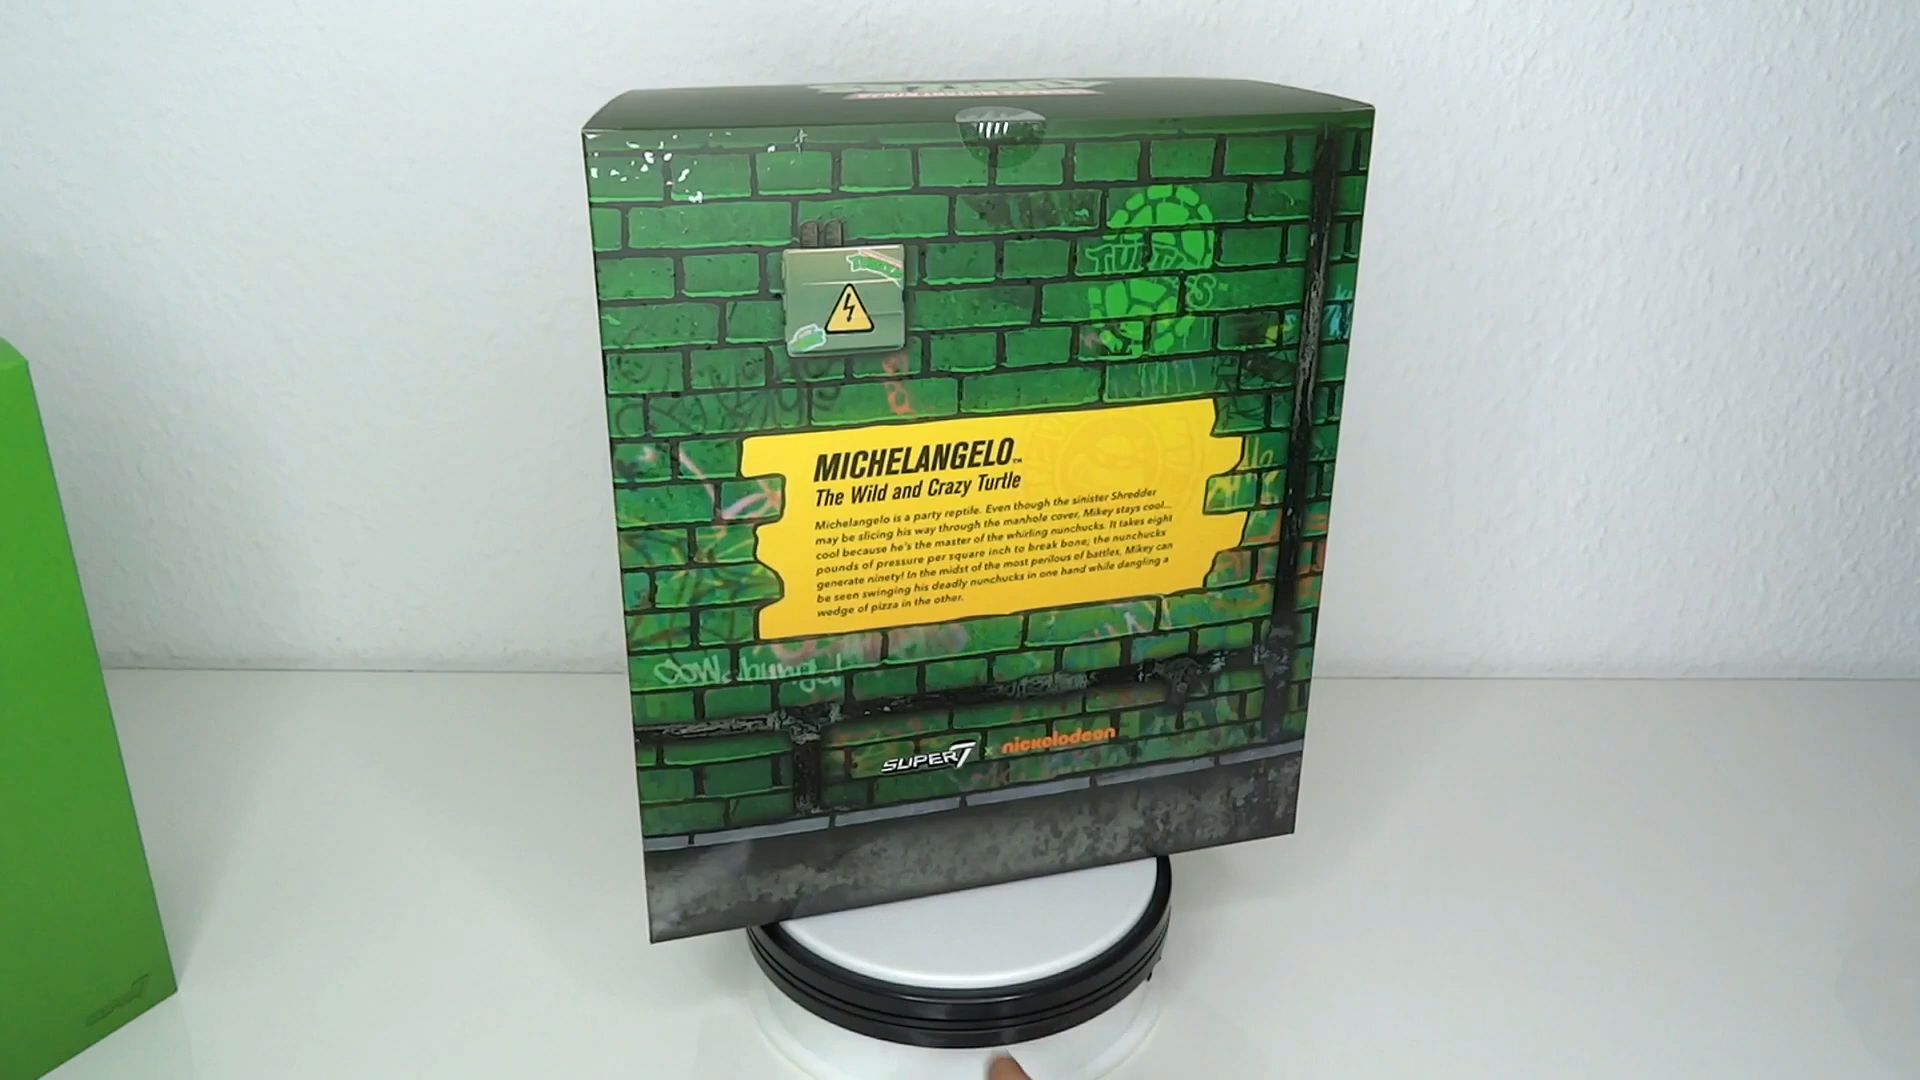 TURTLES
MICHELANGELO™
The Wild and Crazy Turtle
Michelangelo is a party reptile. Even though the sinister Shredder
may be slicing his way through the manhole cover, Mikey stays cool...
cool because he's the master of the whirling nunchucks. It takes eight
pounds of pressure per square inch to break bone; the nunchucks
generate ninety! In the midst of the most perilous of battles, Mikey can
be seen swinging his deadly nunchucks in one hand while dangling a
wedge of pizza in the other.
SUPER7 x nickelodeon
SUPER7